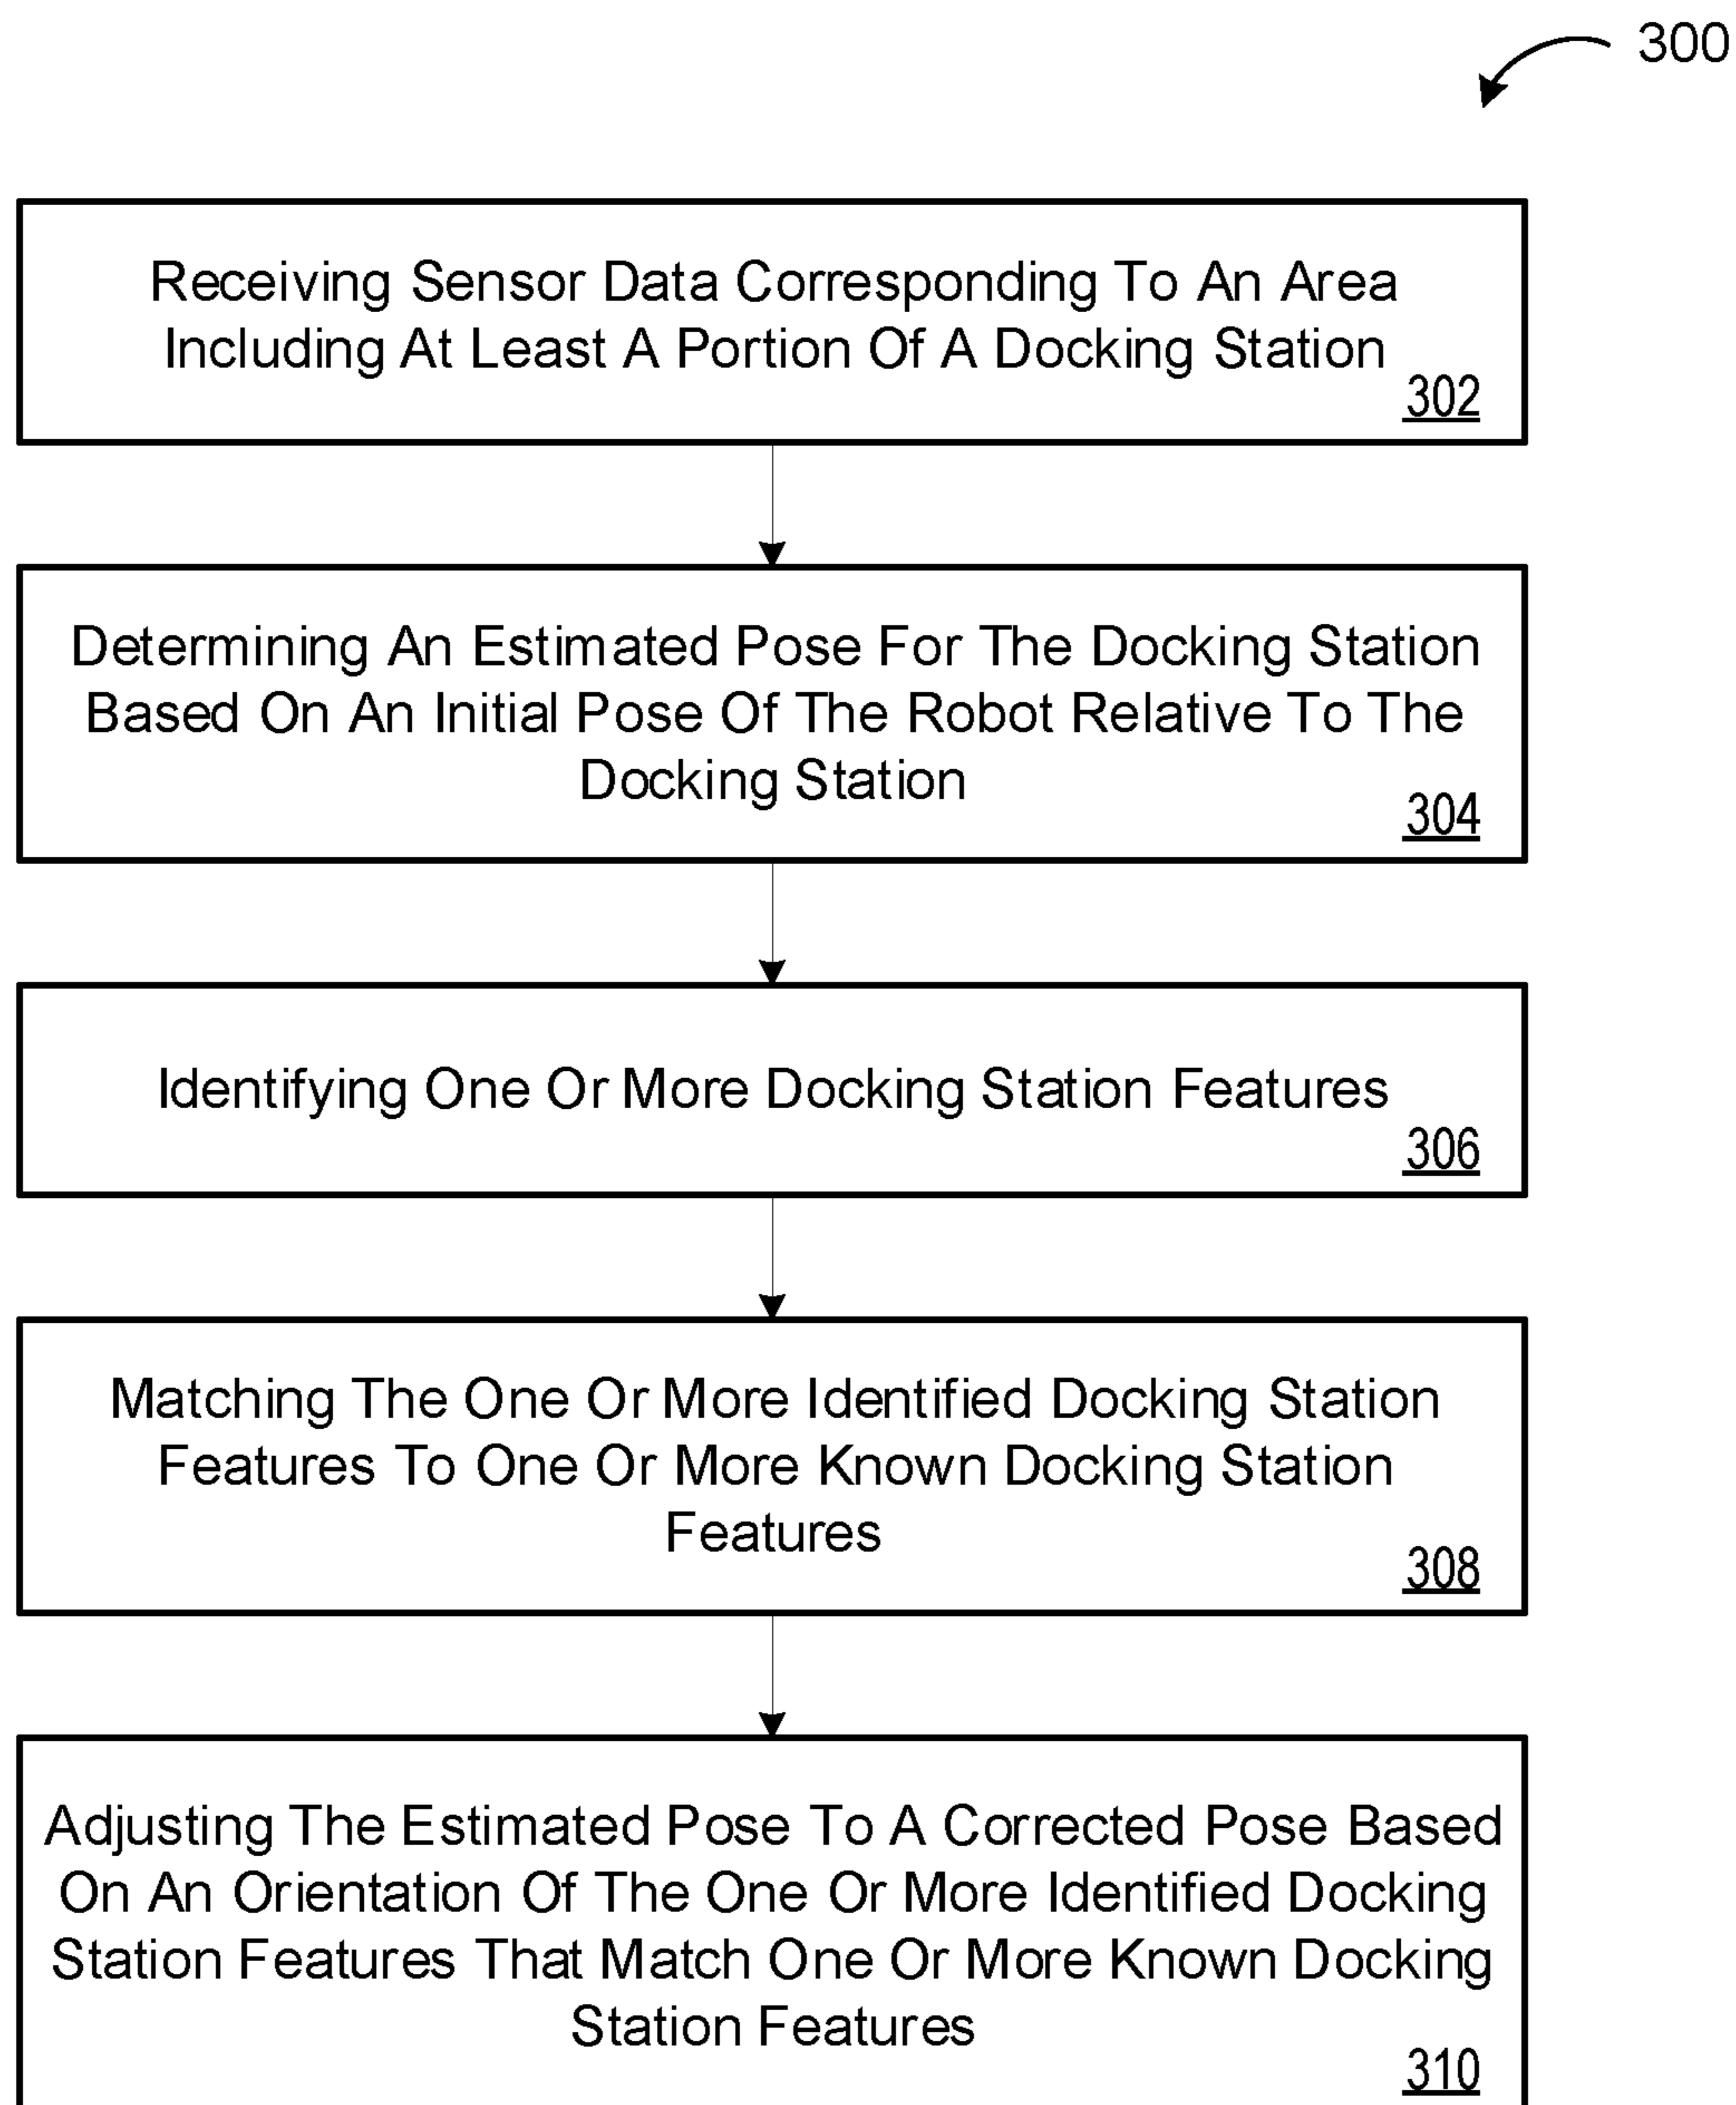 300
Receiving Sensor Data Corresponding To An Area
Including At Least A Portion Of A Docking Station
302
Determining An Estimated Pose For The Docking Station
Based On An Initial Pose Of The Robot Relative To The
Docking Station
304
Identifying One Or More Docking Station Features
306
Matching The One Or More Identified Docking Station
Features To One Or More Known Docking Station
Features
308
Adjusting The Estimated Pose To A Corrected Pose Based
On An Orientation Of The One Or More Identified Docking
Station Features That Match One Or More Known Docking
Station Features
310